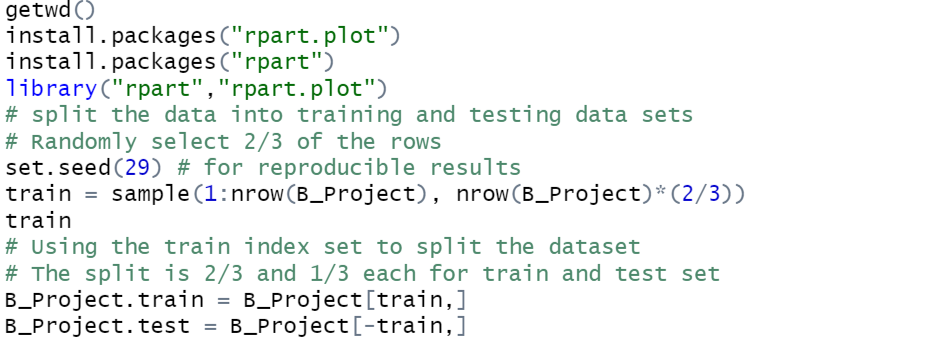 getwd()
install.packages("rpart.plot")
install.packages("rpart")
library("rpart","rpart.plot")
# split the data into training and testing data sets
# Randomly select 2/3 of the rows
set.seed(29) # for reproducible results
train = sample(1:nrow(B_Project), nrow(B_Project)*(2/3))
train
# Using the train index set to split the dataset
# The split is 2/3 and 1/3 each for train and test set
B_Project.train = B_Project[train,]
B_Project.test = B_Project[-train,]